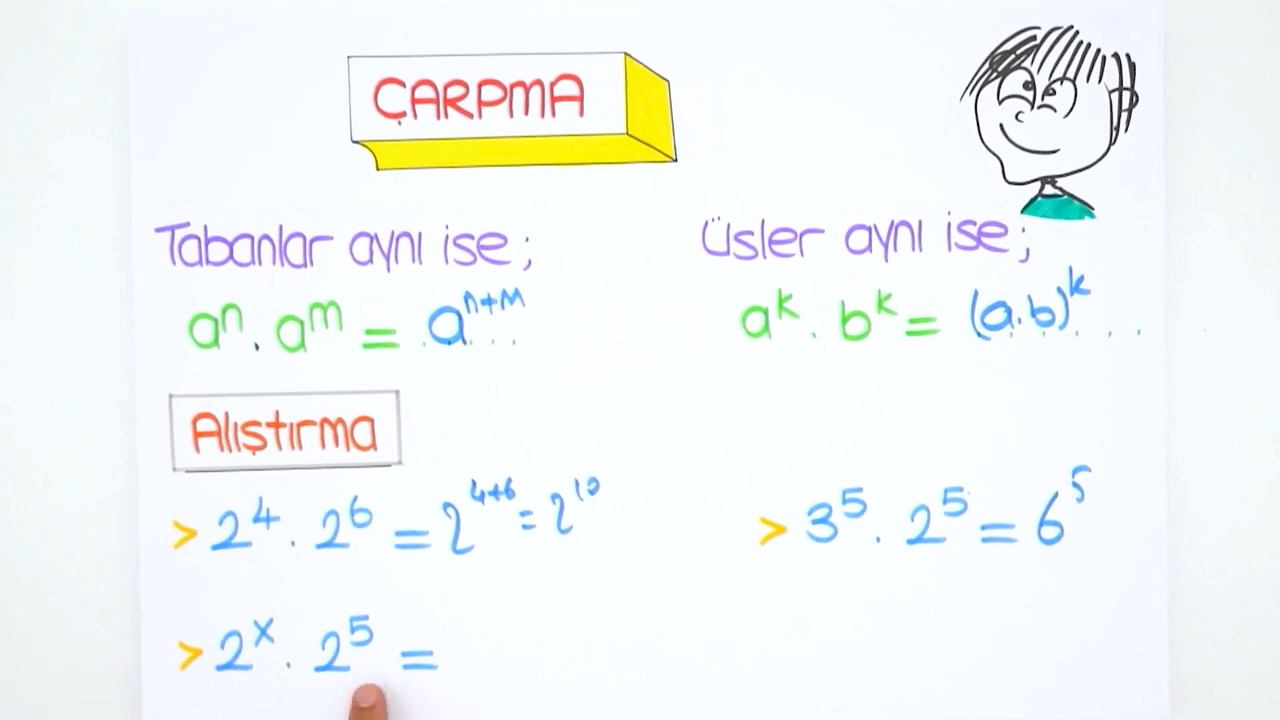 ÇARPMA
Tabanlar aynı ise;
aⁿ . aᵐ = aⁿ⁺ᵐ
Üsler aynı ise;
aᵏ . bᵏ = (a.b)ᵏ
Alıştırma
> 2⁴ . 2⁶ = 2⁴⁺⁶ = 2¹⁰
> 3⁵ . 2⁵ = 6⁵
> 2ˣ . 2⁵ =